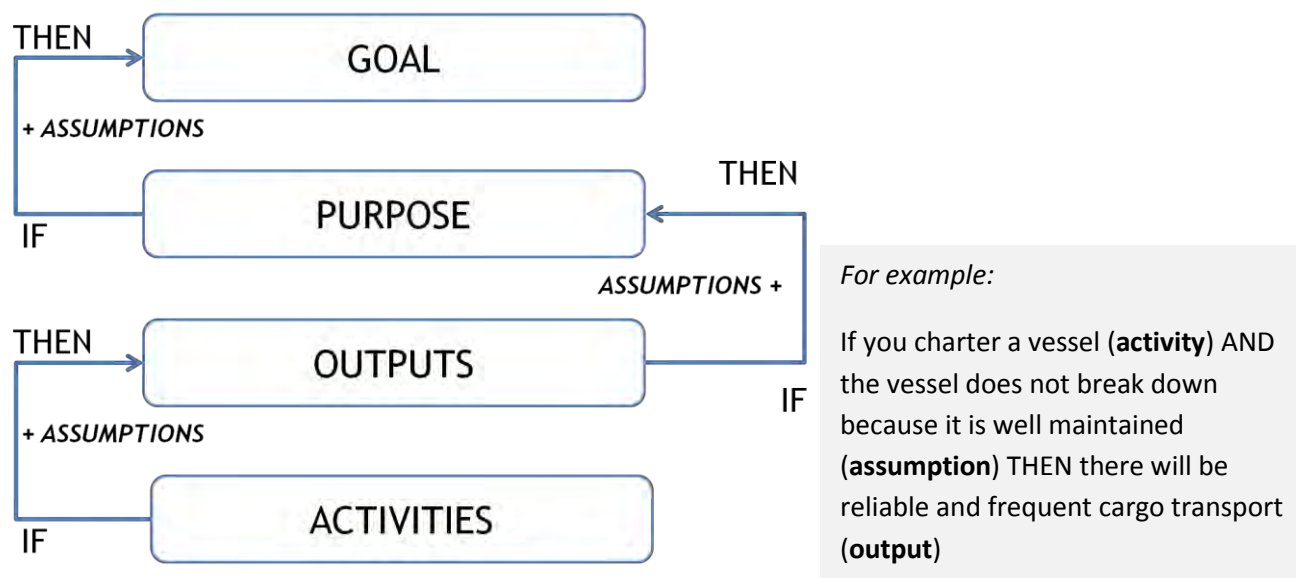 THEN
GOAL
+ ASSUMPTIONS
THEN
PURPOSE
IF
ASSUMPTIONS +
THEN
OUTPUTS
IF
+ ASSUMPTIONS
ACTIVITIES
IF
For example:
If you charter a vessel (activity) AND
the vessel does not break down
because it is well maintained
(assumption) THEN there will be
reliable and frequent cargo transport
(output)